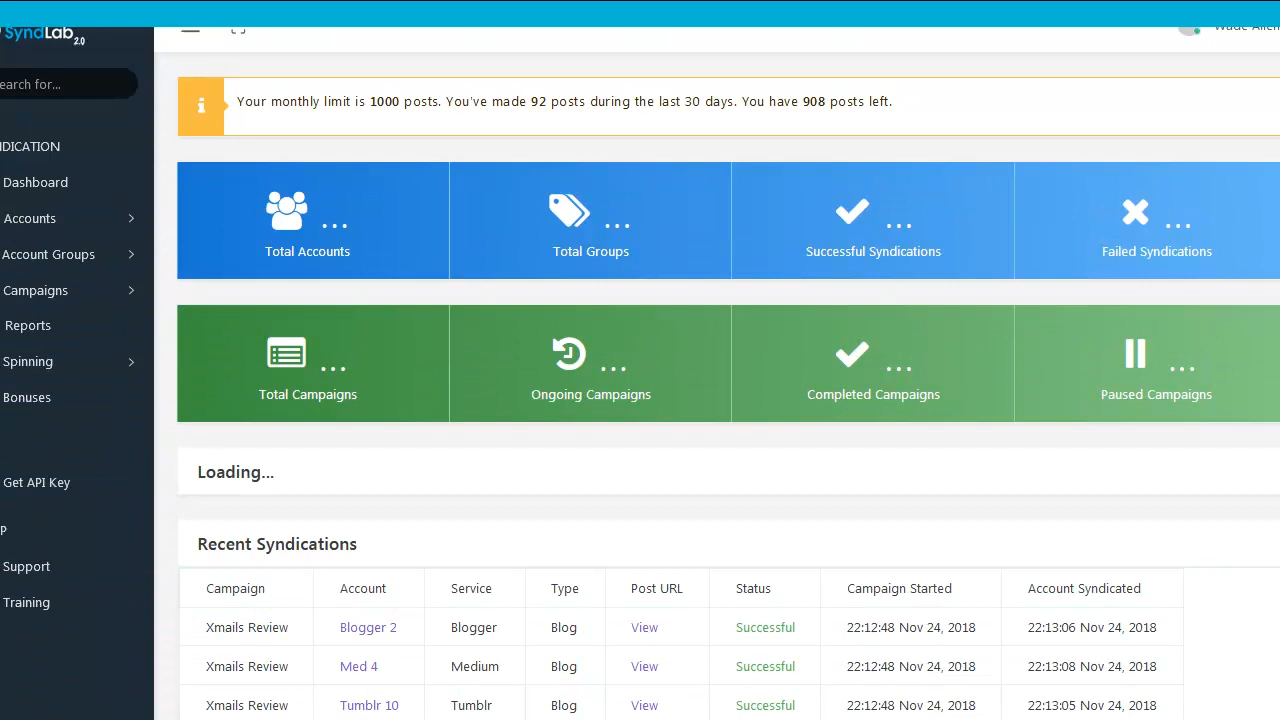 SyndLab 2.0
earch for...
Your monthly limit is 1000 posts. You've made 92 posts during the last 30 days. You have 908 posts left.
DICATION
Dashboard
Accounts
Account Groups
Campaigns
Reports
Spinning
Bonuses
Get API Key
P
Support
Training
... ... ... ...
Total Accounts Total Groups Successful Syndications Failed Syndications
... ... ... ...
Total Campaigns Ongoing Campaigns Completed Campaigns Paused Campaigns
Loading...
Recent Syndications
Campaign Account Service Type Post URL Status Campaign Started Account Syndicated
Xmails Review Blogger 2 Blogger Blog View Successful 22:12:48 Nov 24, 2018 22:13:06 Nov 24, 2018
Xmails Review Med 4 Medium Blog View Successful 22:12:48 Nov 24, 2018 22:13:08 Nov 24, 2018
Xmails Review Tumblr 10 Tumblr Blog View Successful 22:12:48 Nov 24, 2018 22:13:05 Nov 24, 2018